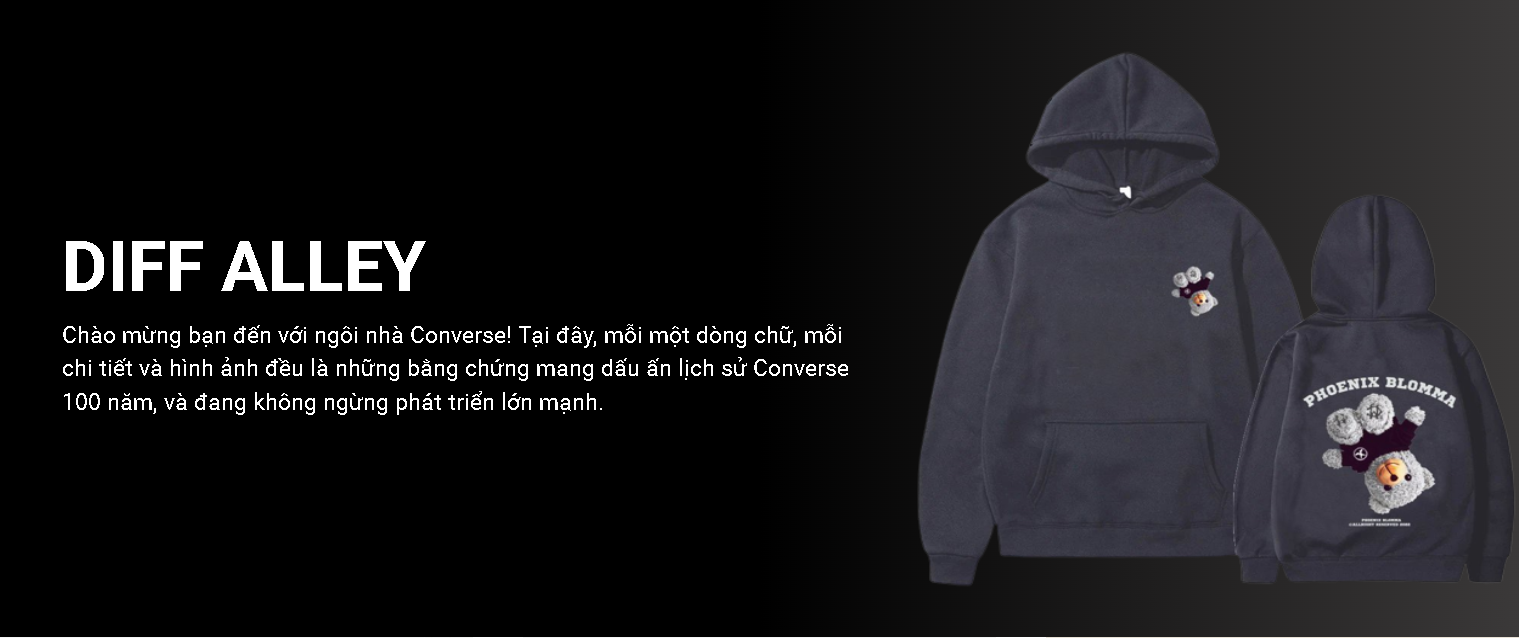 DIFF ALLEY
Chào mừng bạn đến với ngôi nhà Converse! Tại đây, mỗi một dòng chữ, mỗi
chi tiết và hình ảnh đều là những bằng chứng mang dấu ấn lịch sử Converse
100 năm, và đang không ngừng phát triển lớn mạnh.
PHOENIX BLOMMA
PHOENIX BLOMMA